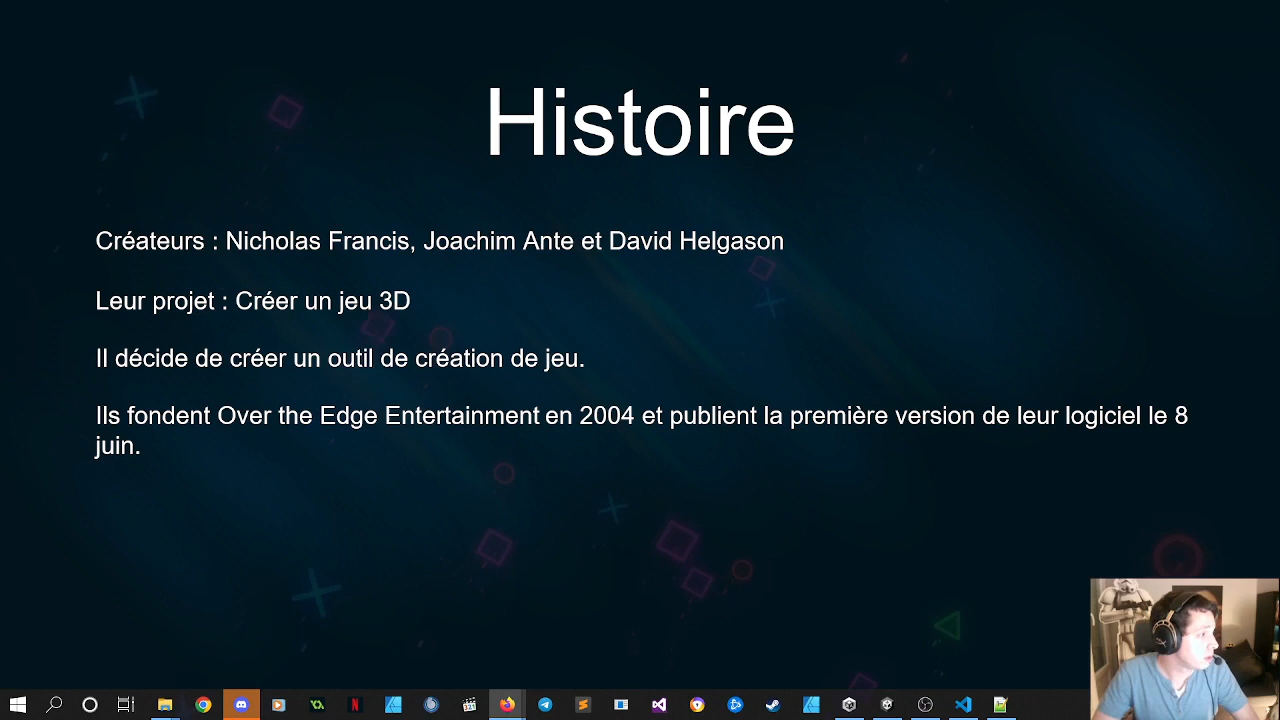 Histoire
Créateurs : Nicholas Francis, Joachim Ante et David Helgason
Leur projet : Créer un jeu 3D
Il décide de créer un outil de création de jeu.
Ils fondent Over the Edge Entertainment en 2004 et publient la première version de leur logiciel le 8
juin.